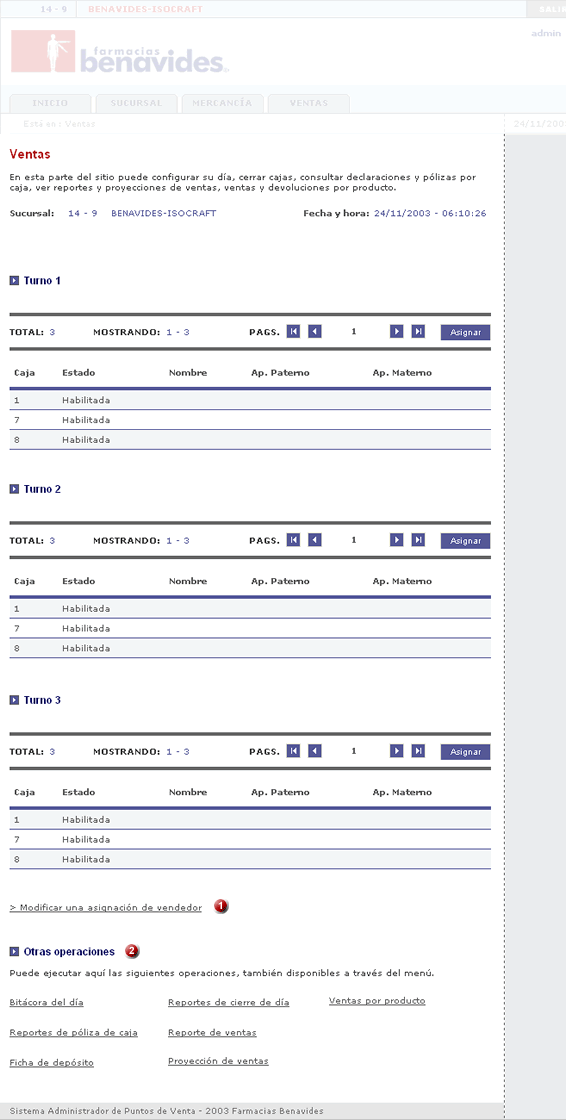 14 - 9 BENAVIDES-ISOCRAFT SALIR
admin
farmacias
benavides
INICIO SUCURSAL MERCANCÍA VENTAS
Está en : Ventas 24/11/200
Ventas
En esta parte del sitio puede configurar su día, cerrar cajas, consultar declaraciones y pólizas por
caja, ver reportes y proyecciones de ventas, ventas y devoluciones por producto.
Sucursal: 14 - 9 BENAVIDES-ISOCRAFT Fecha y hora: 24/11/2003 - 06:10:26
Turno 1
TOTAL: 3 MOSTRANDO: 1 - 3 PAGS. 1 Asignar
Caja Estado Nombre Ap. Paterno Ap. Materno
1 Habilitada
7 Habilitada
8 Habilitada
Turno 2
TOTAL: 3 MOSTRANDO: 1 - 3 PAGS. 1 Asignar
Caja Estado Nombre Ap. Paterno Ap. Materno
1 Habilitada
7 Habilitada
8 Habilitada
Turno 3
TOTAL: 3 MOSTRANDO: 1 - 3 PAGS. 1 Asignar
Caja Estado Nombre Ap. Paterno Ap. Materno
1 Habilitada
7 Habilitada
8 Habilitada
> Modificar una asignación de vendedor 1
Otras operaciones 2
Puede ejecutar aquí las siguientes operaciones, también disponibles a través del menú.
Bitácora del día Reportes de cierre de día Ventas por producto
Reportes de póliza de caja Reporte de ventas
Ficha de depósito Proyección de ventas
Sistema Administrador de Puntos de Venta - 2003 Farmacias Benavides